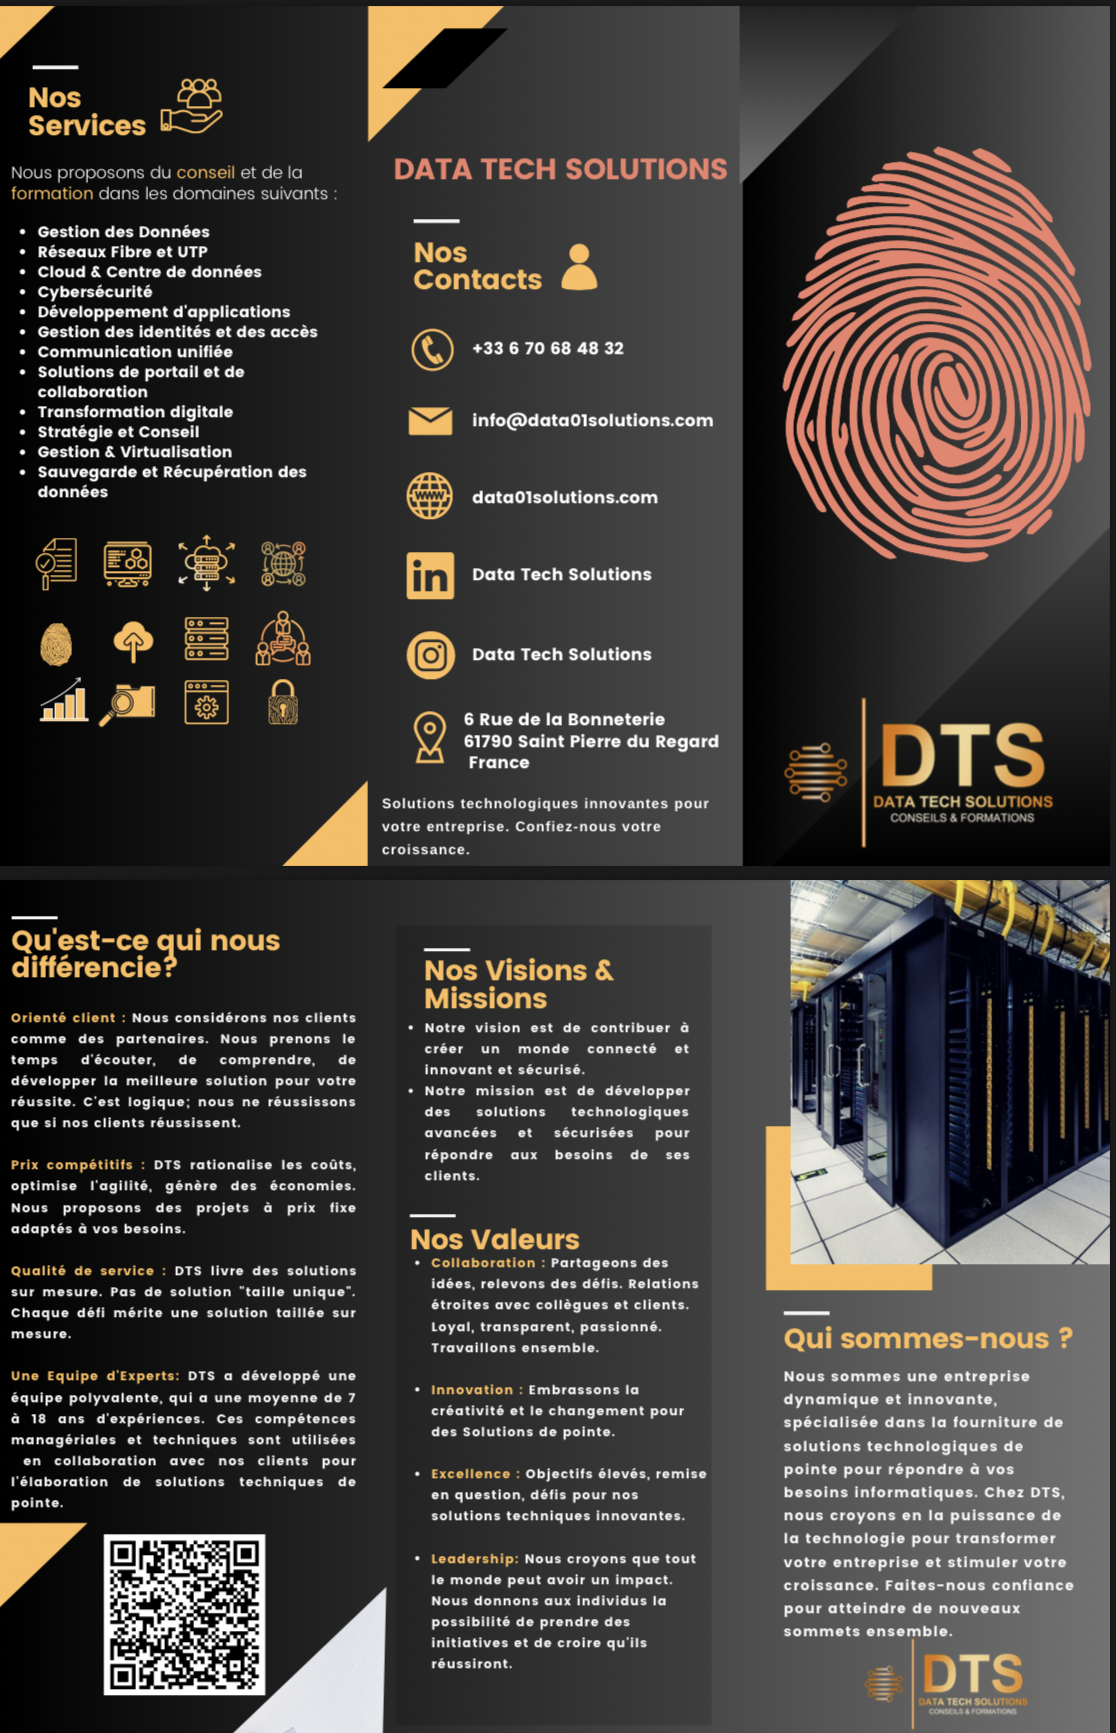 Nos
Services
Nous proposons du conseil et de la
formation dans les domaines suivants :
• Gestion des Données
• Réseaux Fibre et UTP
• Cloud & Centre de données
• Cybersécurité
• Développement d'applications
• Gestion des identités et des accès
• Communication unifiée
• Solutions de portail et de
collaboration
• Transformation digitale
• Stratégie et Conseil
• Gestion & Virtualisation
• Sauvegarde et Récupération des
données
DATA TECH SOLUTIONS
Nos
Contacts
+33 6 70 68 48 32
info@data01solutions.com
WWW
data01solutions.com
in
Data Tech Solutions
Data Tech Solutions
6 Rue de la Bonneterie
61790 Saint Pierre du Regard
France
Solutions technologiques innovantes pour
votre entreprise. Confiez-nous votre
croissance.
DTS
DATA TECH SOLUTIONS
CONSEILS & FORMATIONS
Qu'est-ce qui nous
différencie?
Orienté client : Nous considérons nos clients
comme des partenaires. Nous prenons le
temps d'écouter, de comprendre, de
développer la meilleure solution pour votre
réussite. C'est logique; nous ne réussissons
que si nos clients réussissent.
Prix compétitifs : DTS rationalise les coûts,
optimise l'agilité, génère des économies.
Nous proposons des projets à prix fixe
adaptés à vos besoins.
Qualité de service : DTS livre des solutions
sur mesure. Pas de solution "taille unique".
Chaque défi mérite une solution taillée sur
mesure.
Une Equipe d'Experts: DTS a développé une
équipe polyvalente, qui a une moyenne de 7
à 18 ans d'expériences. Ces compétences
managériales et techniques sont utilisées
en collaboration avec nos clients pour
l'élaboration de solutions techniques de
pointe.
Nos Visions &
Missions
• Notre vision est de contribuer à
créer un monde connecté et
innovant et sécurisé.
• Notre mission est de développer
des solutions technologiques
avancées et sécurisées pour
répondre aux besoins de ses
clients.
Nos Valeurs
• Collaboration : Partageons des
idées, relevons des défis. Relations
étroites avec collègues et clients.
Loyal, transparent, passionné.
Travaillons ensemble.
• Innovation : Embrassons la
créativité et le changement pour
des Solutions de pointe.
• Excellence : Objectifs élevés, remise
en question, défis pour nos
solutions techniques innovantes.
• Leadership: Nous croyons que tout
le monde peut avoir un impact.
Nous donnons aux individus la
possibilité de prendre des
initiatives et de croire qu'ils
réussiront.
Qui sommes-nous ?
Nous sommes une entreprise
dynamique et innovante,
spécialisée dans la fourniture de
solutions technologiques de
pointe pour répondre à vos
besoins informatiques. Chez DTS,
nous croyons en la puissance de
la technologie pour transformer
votre entreprise et stimuler votre
croissance. Faites-nous confiance
pour atteindre de nouveaux
sommets ensemble.
DTS
DATA TECH SOLUTIONS
CONSEILS & FORMATIONS